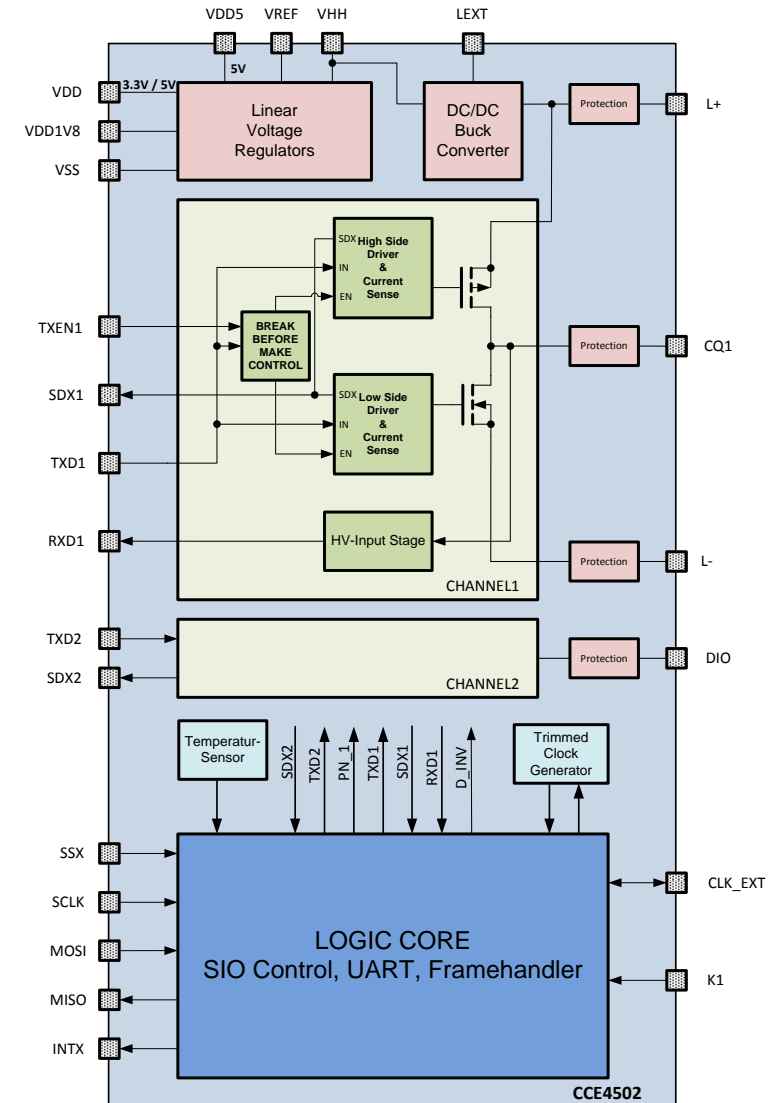 VDD5 VREF VHH LEXT
5V
VDD 3.3V / 5V
VDD1V8
VSS
Linear
Voltage
Regulators
DC/DC
Buck
Converter
Protection
L+
SDX High Side
Driver
&
Current
Sense
IN
EN
TXEN1
BREAK
BEFORE
MAKE
CONTROL
Protection
CQ1
SDX1
SDX Low Side
Driver
&
Current
Sense
IN
EN
TXD1
RXD1
HV-Input Stage
Protection
L-
CHANNEL1
TXD2
SDX2
Protection
DIO
CHANNEL2
Temperatur-
Sensor
SDX2
TXD2
PN_1
TXD1
SDX1
RXD1
D_INV
Trimmed
Clock
Generator
SSX
SCLK
MOSI
MISO
INTX
LOGIC CORE
SIO Control, UART, Framehandler
CLK_EXT
K1
CCE4502